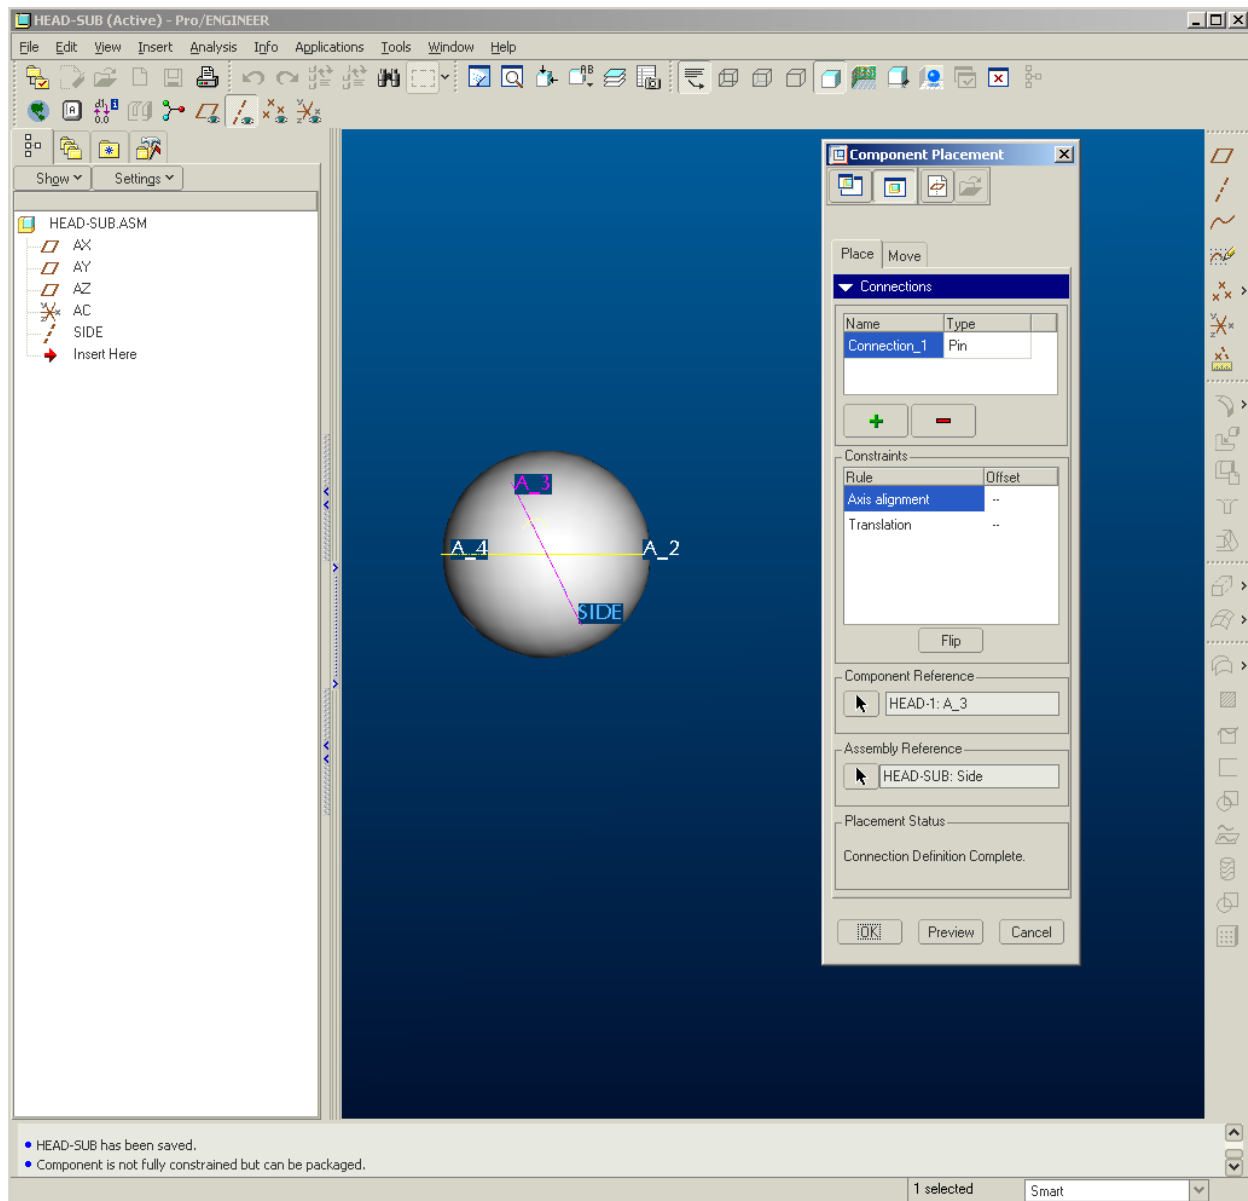 HEAD-SUB (Active) - Pro/ENGINEER
File Edit View Insert Analysis Info Applications Tools Window Help
Show Settings
HEAD-SUB.ASM
AX
AY
AZ
AC
SIDE
Insert Here
A_3
A_4
A_2
SIDE
Component Placement
Place Move
Connections
Name Type
Connection_1 Pin
Constraints
Rule Offset
Axis alignment --
Translation --
Flip
Component Reference
HEAD-1: A_3
Assembly Reference
HEAD-SUB: Side
Placement Status
Connection Definition Complete.
OK Preview Cancel
• HEAD-SUB has been saved.
• Component is not fully constrained but can be packaged.
1 selected Smart